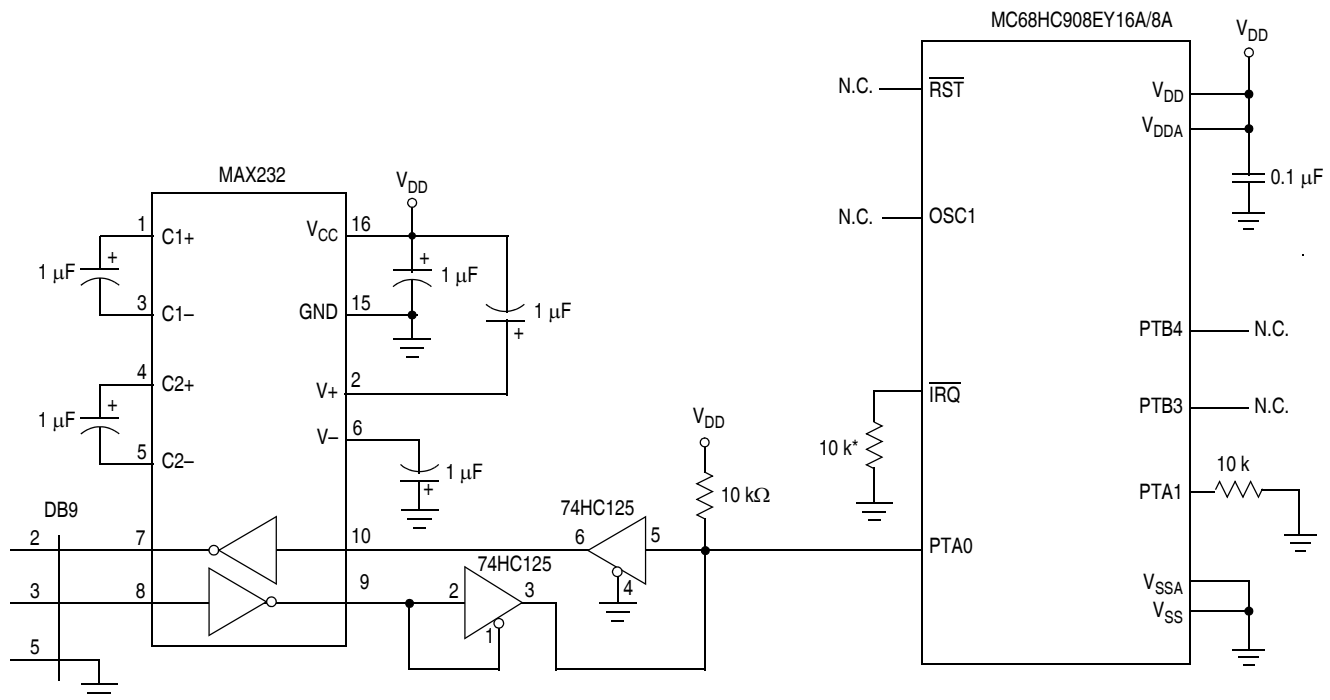 MC68HC908EY16A/8A
V_DD
N.C.
RST
V_DD
V_DDA
0.1 µF
N.C.
OSC1
PTB4
N.C.
PTB3
N.C.
IRQ
10 k*
PTA1
10 k
PTA0
V_SSA
V_SS
MAX232
V_DD
1
C1+
V_CC
16
1 µF
+
+
1 µF
3
C1–
GND
15
1 µF
+
4
C2+
V+
2
1 µF
+
V–
6
5
C2–
1 µF
+
V_DD
10 kΩ
DB9
74HC125
2
7
10
6
5
4
74HC125
3
8
9
2
3
1
5